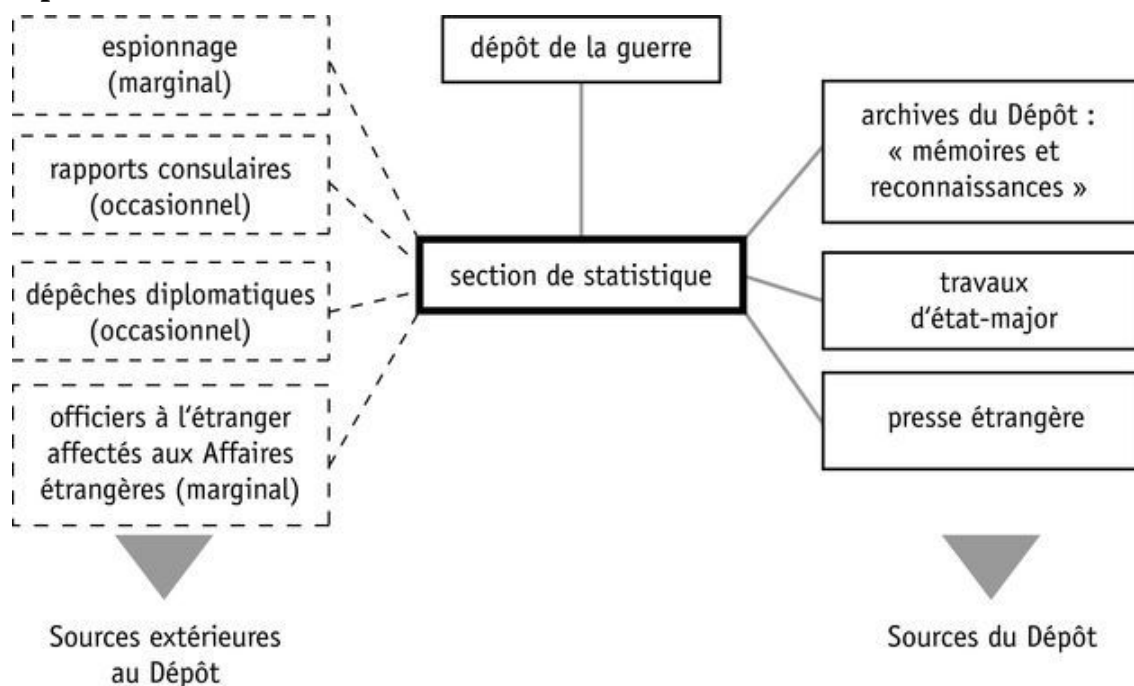 espionnage
(marginal)
rapports consulaires
(occasionnel)
dépêches diplomatiques
(occasionnel)
officiers à l'étranger
affectés aux Affaires
étrangères (marginal)
Sources extérieures
au Dépôt
dépôt de la guerre
section de statistique
archives du Dépôt :
« mémoires et
reconnaissances »
travaux
d'état-major
presse étrangère
Sources du Dépôt